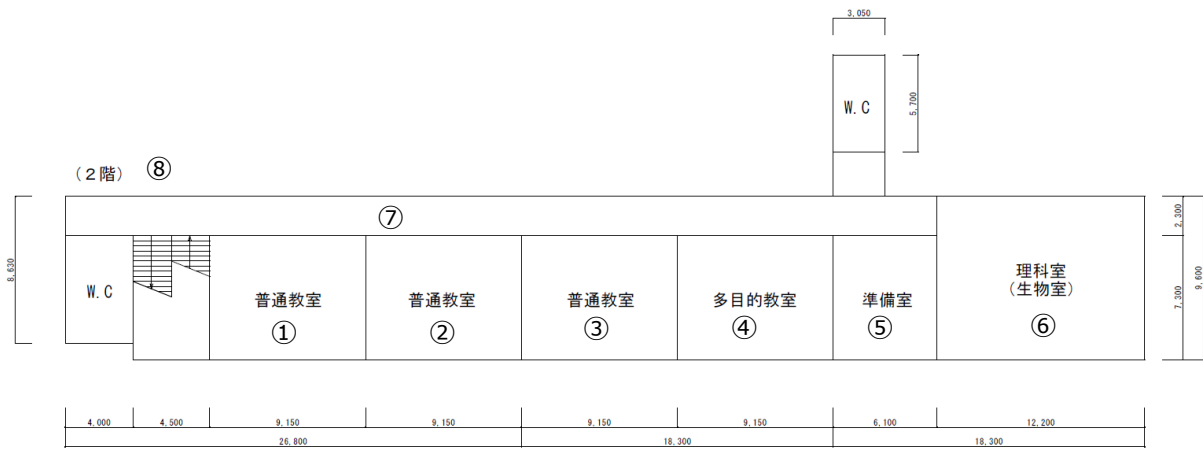 3,050
W.C
5,700
(2階) ⑧
⑦
8,630
2,300
7,300
9,600
W.C
普通教室
①
普通教室
②
普通教室
③
多目的教室
④
準備室
⑤
理科室
(生物室)
⑥
4,000 4,500 9,150 9,150 9,150 9,150 6,100 12,200
26,800 18,300 18,300